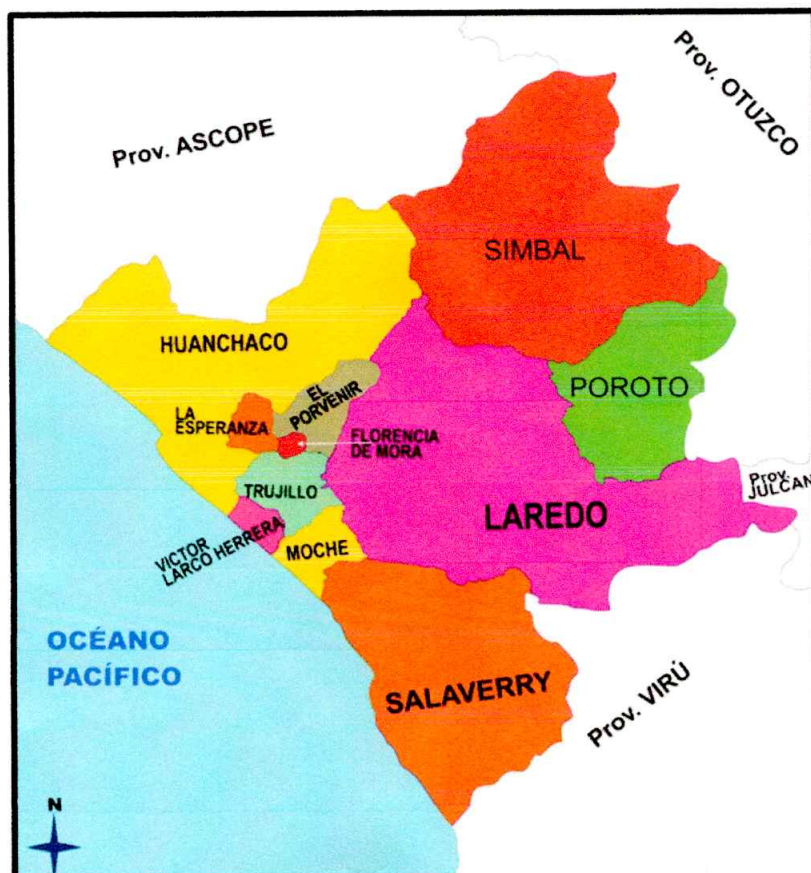 Prov. OTUZCO
Prov. ASCOPE
SIMBAL
HUANCHACO
POROTO
EL
PORVENIR
LA
ESPERANZA
FLORENCIA
DE MORA
Prov.
JULCAN
TRUJILLO
LAREDO
VICTOR
LARCO HERRERA
MOCHE
OCÉANO
PACÍFICO
SALAVERRY
Prov. VIRÚ
N